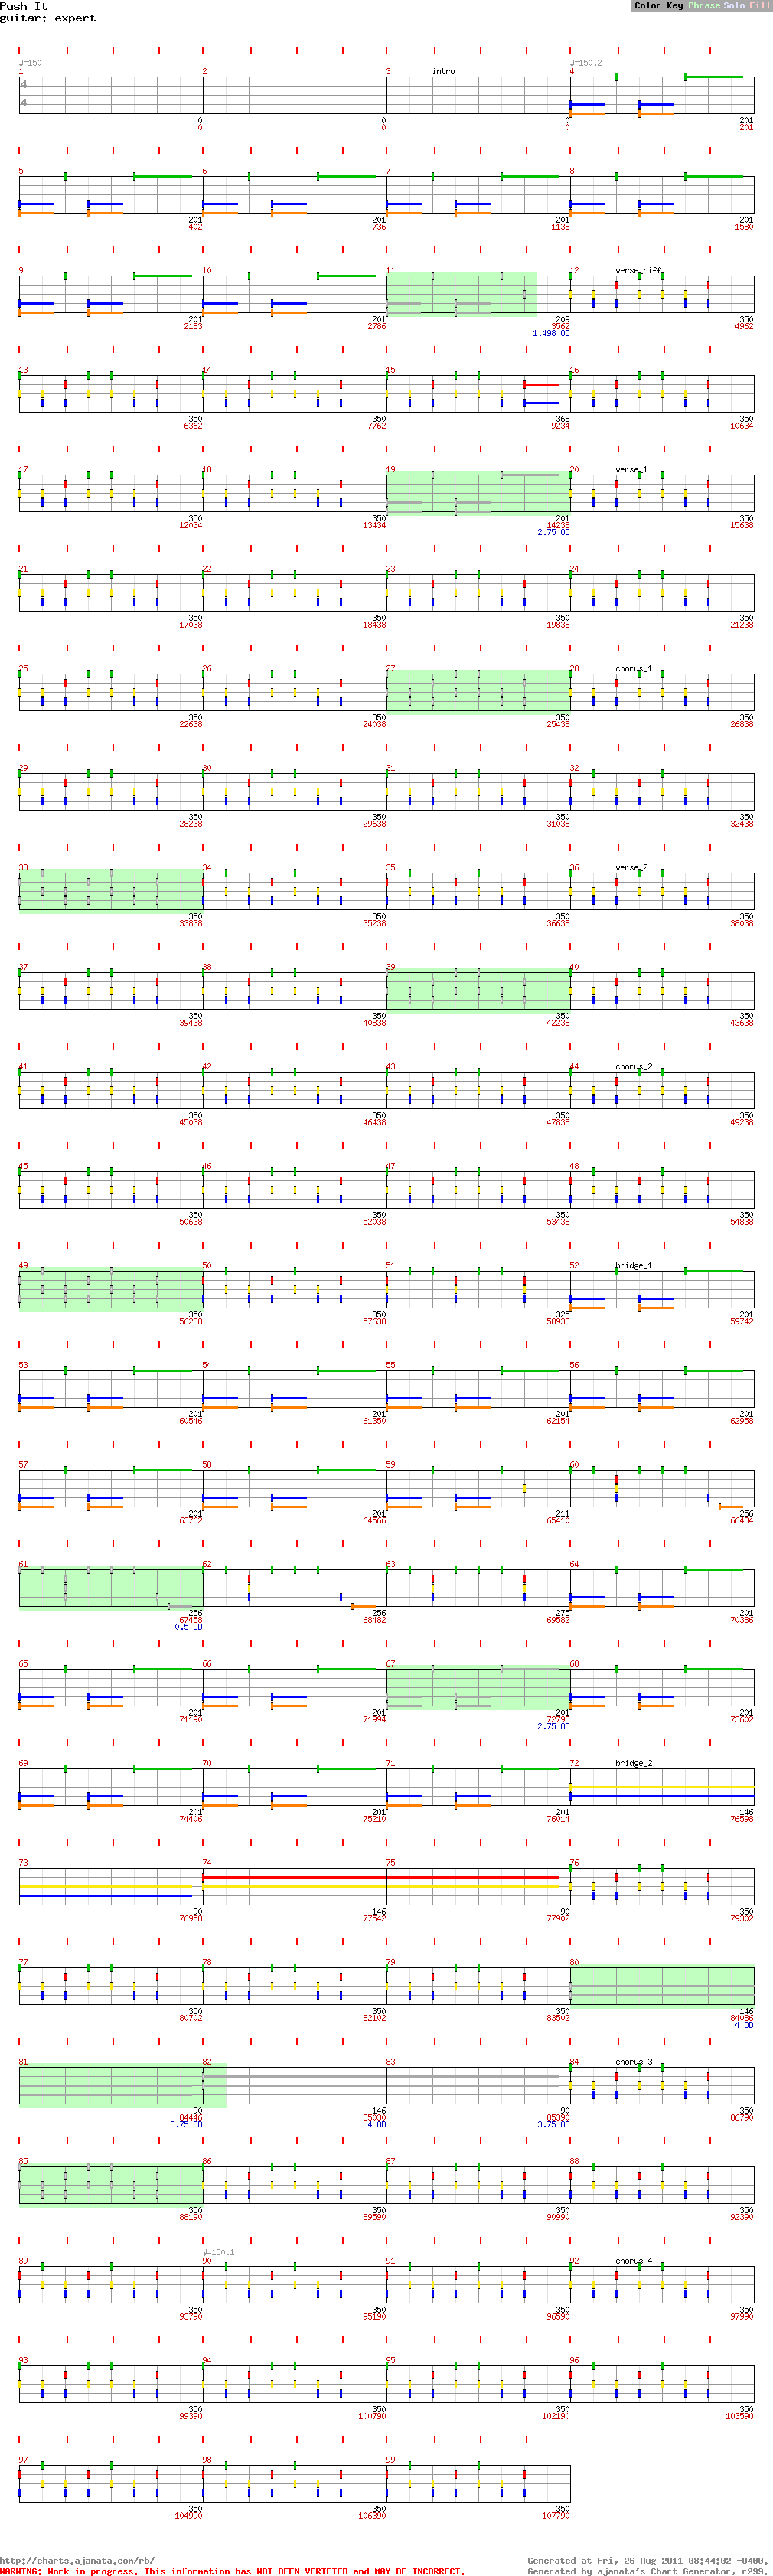 Push It Color Key Phrase Solo Fill
guitar: expert
♩=150 ♩=150.2
1 2 3 intro 4
4
4
0 0 0 201
0 0 0 201
5 6 7 8
201 201 201 201
402 736 1138 1580
9 10 11 12 verse_riff
201 201 209 350
2183 2786 3562 4962
1.498 OD
13 14 15 16
350 350 368 350
6362 7762 9234 10634
17 18 19 20 verse_1
350 350 201 350
12034 13434 14238 15638
2.75 OD
21 22 23 24
350 350 350 350
17038 18438 19838 21238
25 26 27 28 chorus_1
350 350 350 350
22638 24038 25438 26838
29 30 31 32
350 350 350 350
28238 29638 31038 32438
33 34 35 36 verse_2
350 350 350 350
33838 35238 36638 38038
37 38 39 40
350 350 350 350
39438 40838 42238 43638
41 42 43 44 chorus_2
350 350 350 350
45038 46438 47838 49238
45 46 47 48
350 350 350 350
50638 52038 53438 54838
49 50 51 52 bridge_1
350 350 325 201
56238 57638 58938 59742
53 54 55 56
201 201 201 201
60546 61350 62154 62958
57 58 59 60
201 201 211 256
63762 64566 65410 66434
61 62 63 64
256 256 275 201
67458 68482 69582 70386
0.5 OD
65 66 67 68
201 201 201 201
71190 71994 72798 73602
2.75 OD
69 70 71 72 bridge_2
201 201 201 146
74406 75210 76014 76598
73 74 75 76
90 146 90 350
76958 77542 77902 79302
77 78 79 80
350 350 350 146
80702 82102 83502 84086
4 OD
81 82 83 84 chorus_3
90 146 90 350
84446 85030 85390 86790
3.75 OD 4 OD 3.75 OD
85 86 87 88
350 350 350 350
88190 89590 90990 92390
♩=150.1
89 90 91 92 chorus_4
350 350 350 350
93790 95190 96590 97990
93 94 95 96
350 350 350 350
99390 100790 102190 103590
97 98 99
350 350 350
104990 106390 107790
http://charts.ajanata.com/rb/ Generated at Fri, 26 Aug 2011 08:44:02 -0400.
WARNING: Work in progress. This information has NOT BEEN VERIFIED and MAY BE INCORRECT. Generated by ajanata's Chart Generator, r299.